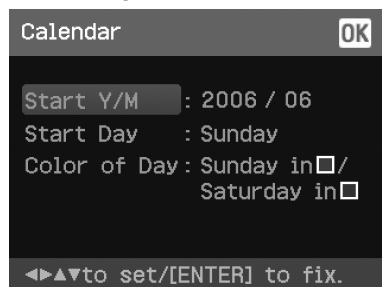 Calendar OK
Start Y/M : 2006 / 06
Start Day : Sunday
Color of Day : Sunday in□/
Saturday in□
◄►▲▼to set/[ENTER] to fix.